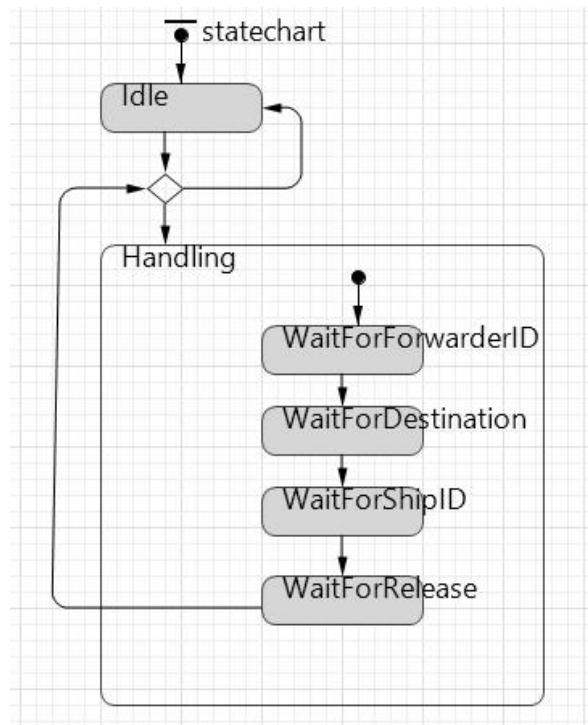 statechart
Idle
Handling
WaitForForwarderID
WaitForDestination
WaitForShipID
WaitForRelease